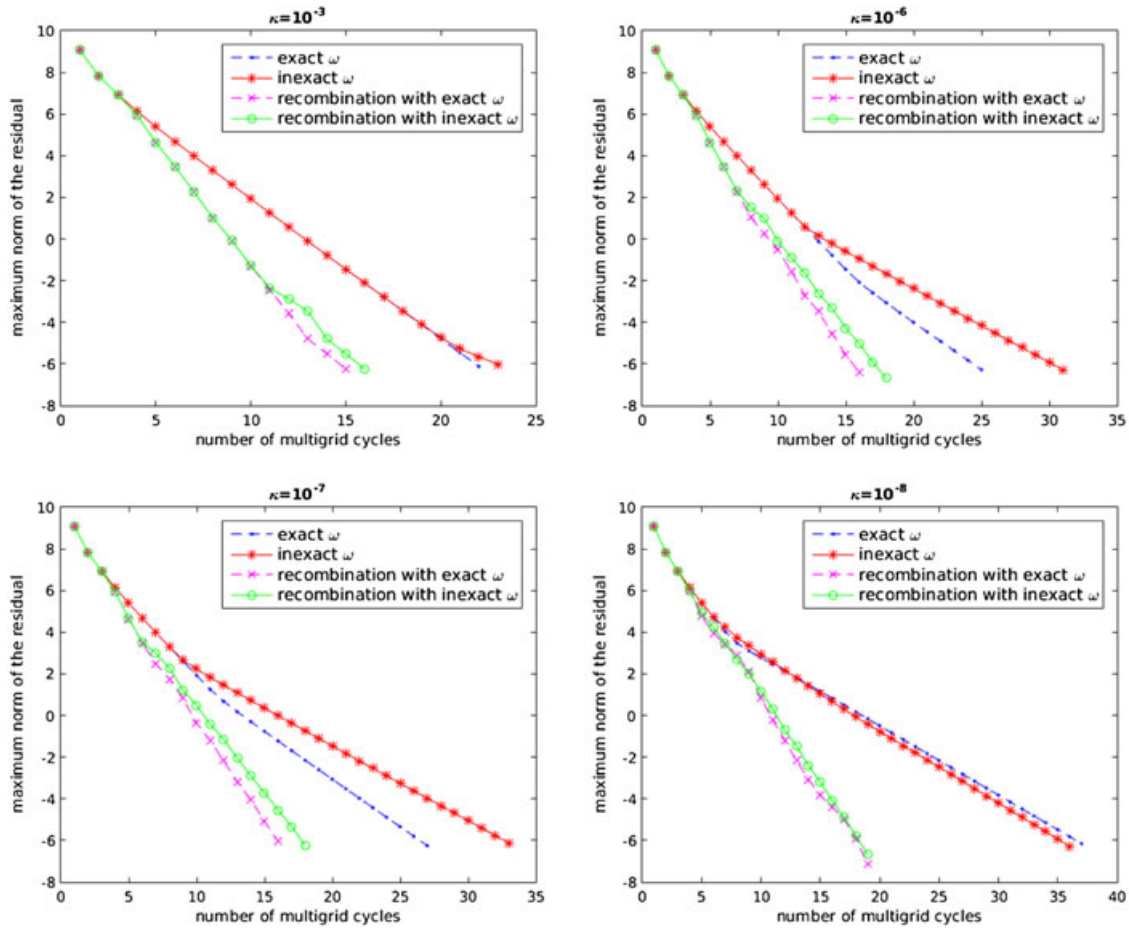 κ=10⁻³
10
8
6
4
2
0
-2
-4
-6
-8
0
5
10
15
20
25
maximum norm of the residual
number of multigrid cycles
exact ω
inexact ω
recombination with exact ω
recombination with inexact ω
κ=10⁻⁶
10
8
6
4
2
0
-2
-4
-6
-8
0
5
10
15
20
25
30
35
maximum norm of the residual
number of multigrid cycles
exact ω
inexact ω
recombination with exact ω
recombination with inexact ω
κ=10⁻⁷
10
8
6
4
2
0
-2
-4
-6
-8
0
5
10
15
20
25
30
35
maximum norm of the residual
number of multigrid cycles
exact ω
inexact ω
recombination with exact ω
recombination with inexact ω
κ=10⁻⁸
10
8
6
4
2
0
-2
-4
-6
-8
0
5
10
15
20
25
30
35
40
maximum norm of the residual
number of multigrid cycles
exact ω
inexact ω
recombination with exact ω
recombination with inexact ω